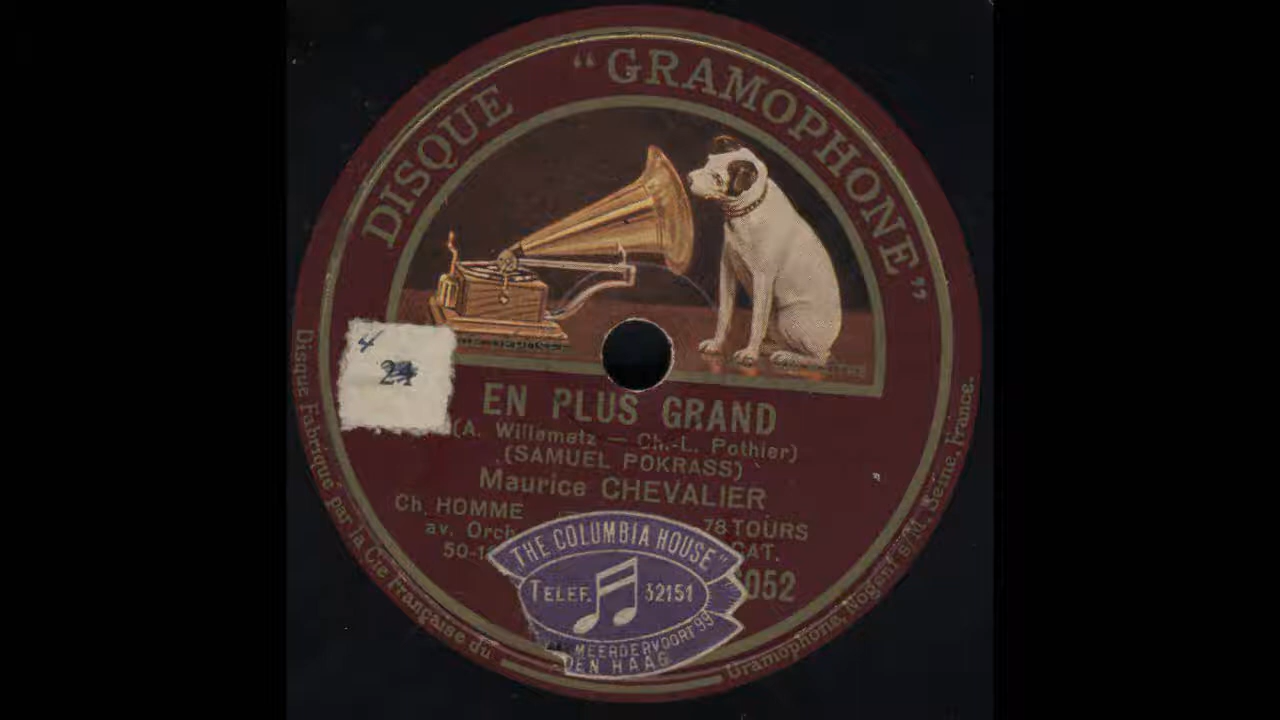 DISQUE "GRAMOPHONE"
24
EN PLUS GRAND
(A. Willemetz — Ch.-L. Pothier)
(SAMUEL POKRASS)
Maurice CHEVALIER
Ch. HOMME
78 TOURS
av. Orch
CAT.
052
"THE COLUMBIA HOUSE"
TELEF. 32151
MEERDERVOORT 99
DEN HAAG
Disque Fabriqué par la Cie Française du Gramophone, Nogent s/M. Seine, France.